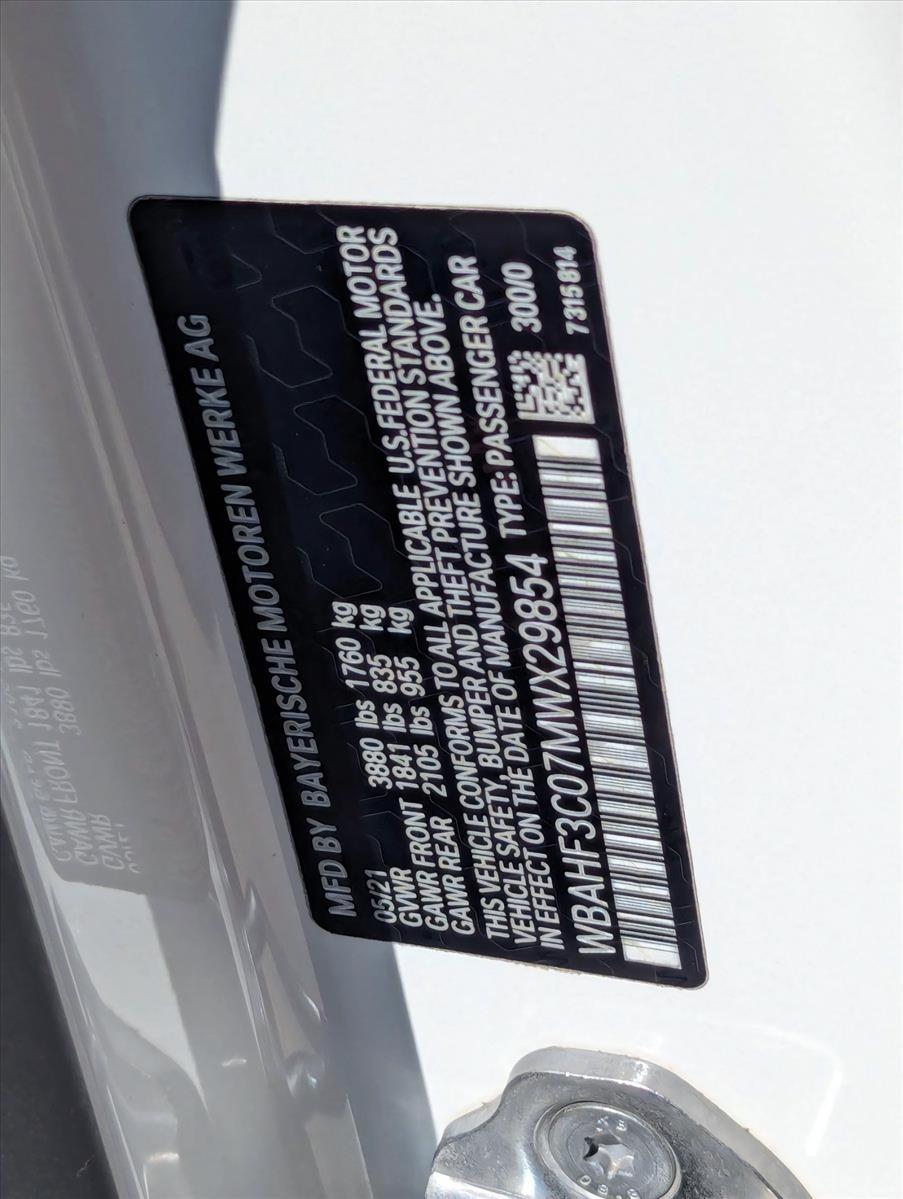 MFD BY BAYERISCHE MOTOREN WERKE AG
05/21
GVWR 3880 lbs 1760 kg
GAWR FRONT 1841 lbs 835 kg
GAWR REAR 2105 lbs 955 kg
THIS VEHICLE CONFORMS TO ALL APPLICABLE U.S.FEDERAL MOTOR
VEHICLE SAFETY, BUMPER AND THEFT PREVENTION STANDARDS
IN EFFECT ON THE DATE OF MANUFACTURE SHOWN ABOVE.
WBAHF3C07MWX29854 TYPE: PASSENGER CAR
300/0
7315814